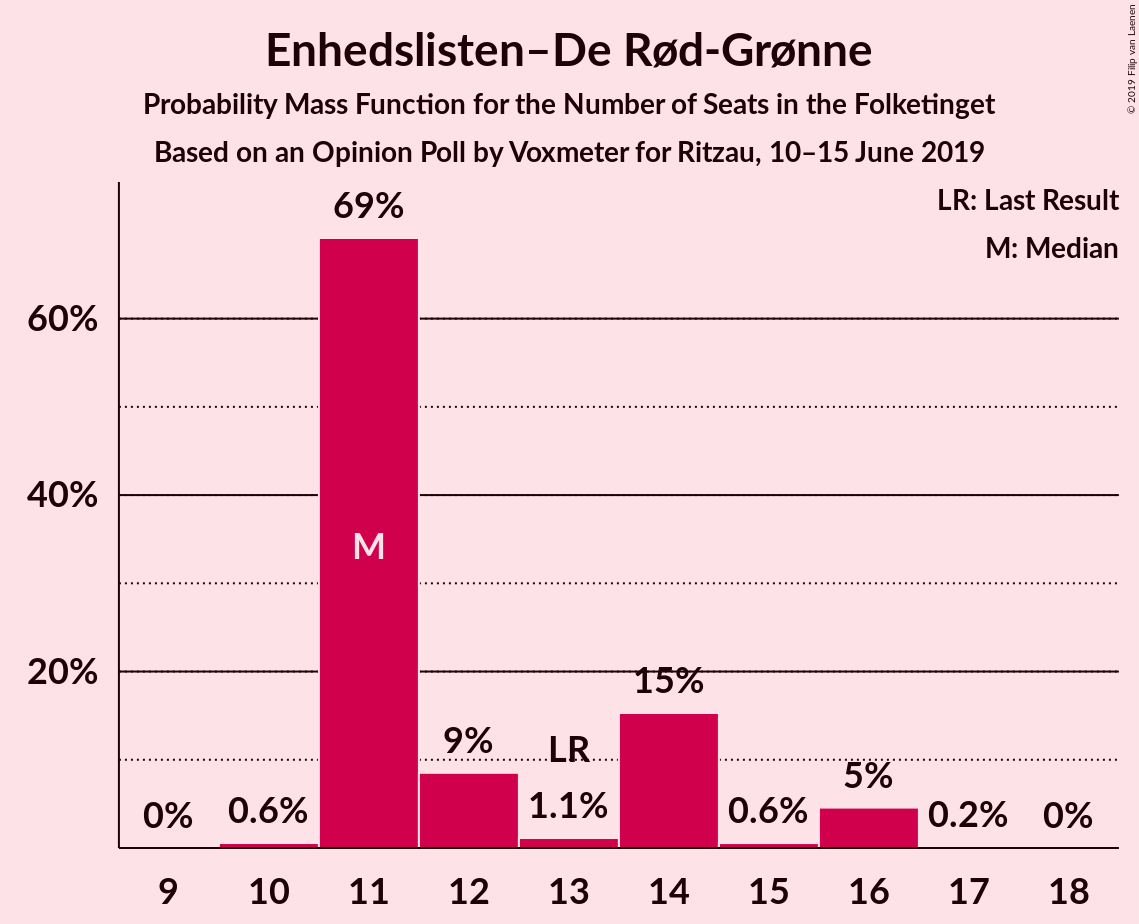 Enhedslisten–De Rød-Grønne
Probability Mass Function for the Number of Seats in the Folketinget
Based on an Opinion Poll by Voxmeter for Ritzau, 10–15 June 2019
© 2019 Filip van Laenen
LR: Last Result
M: Median
69%
60%
40%
M
20%
15%
9%
LR
5%
0%
0.6%
1.1%
0.6%
0.2%
0%
9 10 11 12 13 14 15 16 17 18